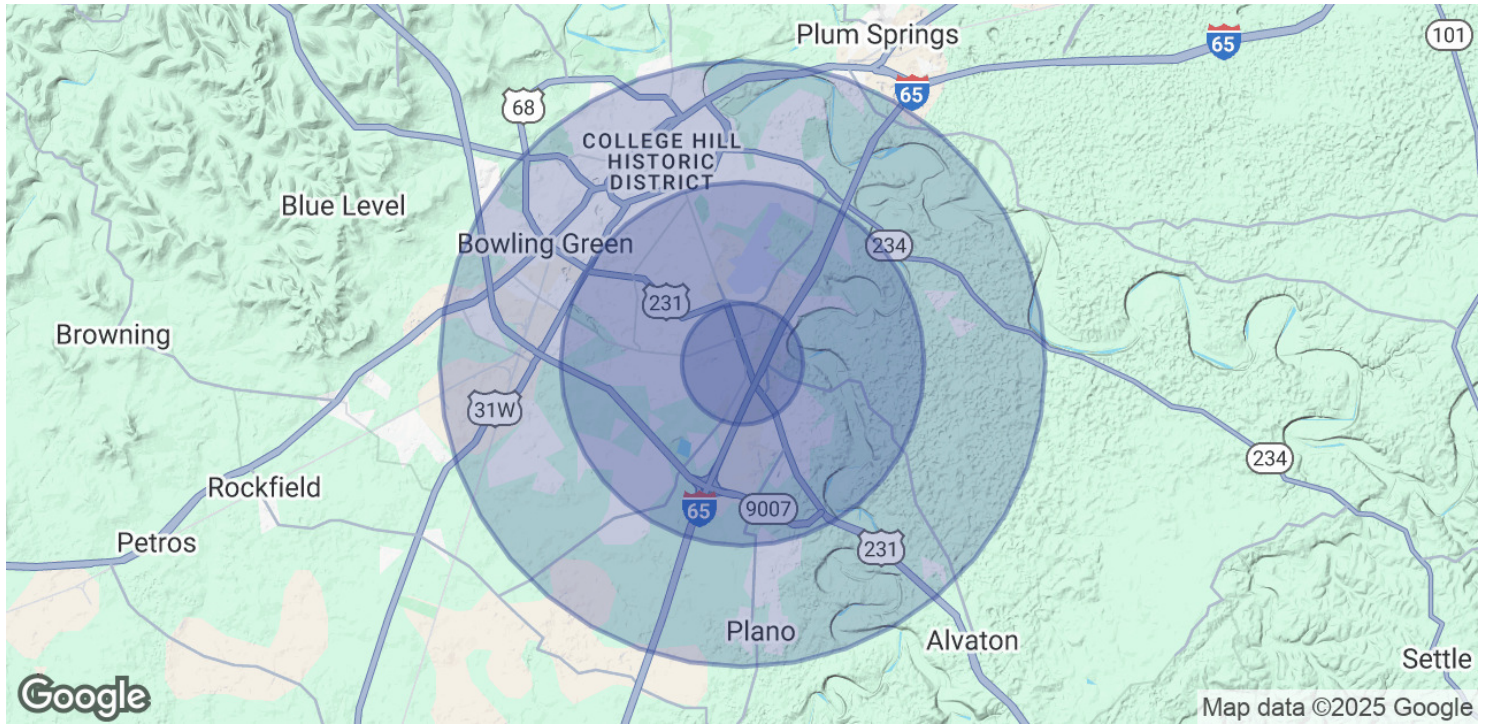 Plum Springs
65
101
65
68
COLLEGE HILL
HISTORIC
DISTRICT
Blue Level
Bowling Green
234
231
Browning
31W
234
Rockfield
65
9007
Petros
231
Plano
Alvaton
Settle
Google
Map data ©2025 Google